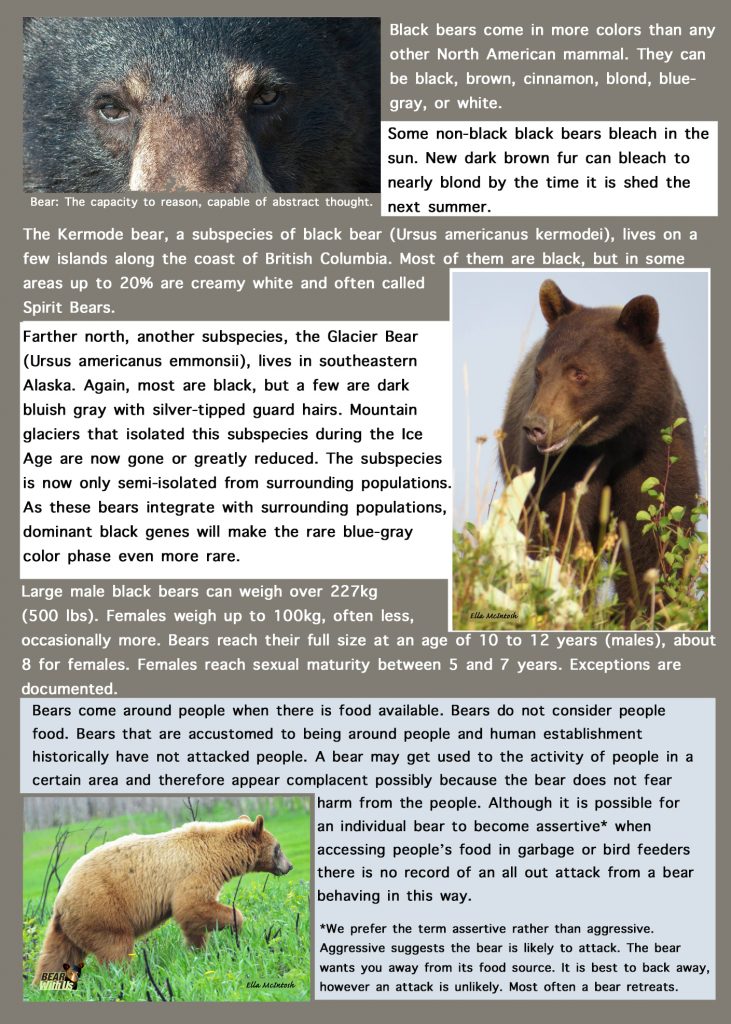 Black bears come in more colors than any
other North American mammal. They can
be black, brown, cinnamon, blond, blue-
gray, or white.
Some non-black black bears bleach in the
sun. New dark brown fur can bleach to
nearly blond by the time it is shed the
next summer.
Bear: The capacity to reason, capable of abstract thought.
The Kermode bear, a subspecies of black bear (Ursus americanus kermodei), lives on a
few islands along the coast of British Columbia. Most of them are black, but in some
areas up to 20% are creamy white and often called
Spirit Bears.
Farther north, another subspecies, the Glacier Bear
(Ursus americanus emmonsii), lives in southeastern
Alaska. Again, most are black, but a few are dark
bluish gray with silver-tipped guard hairs. Mountain
glaciers that isolated this subspecies during the Ice
Age are now gone or greatly reduced. The subspecies
is now only semi-isolated from surrounding populations.
As these bears integrate with surrounding populations,
dominant black genes will make the rare blue-gray
color phase even more rare.
Ella McIntosh
Large male black bears can weigh over 227kg
(500 lbs). Females weigh up to 100kg, often less,
occasionally more. Bears reach their full size at an age of 10 to 12 years (males), about
8 for females. Females reach sexual maturity between 5 and 7 years. Exceptions are
documented.
Bears come around people when there is food available. Bears do not consider people
food. Bears that are accustomed to being around people and human establishment
historically have not attacked people. A bear may get used to the activity of people in a
certain area and therefore appear complacent possibly because the bear does not fear
harm from the people. Although it is possible for
an individual bear to become assertive* when
accessing people's food in garbage or bird feeders
there is no record of an all out attack from a bear
behaving in this way.
*We prefer the term assertive rather than aggressive.
Aggressive suggests the bear is likely to attack. The bear
wants you away from its food source. It is best to back away,
however an attack is unlikely. Most often a bear retreats.
BEAR
With Us
Ella McIntosh